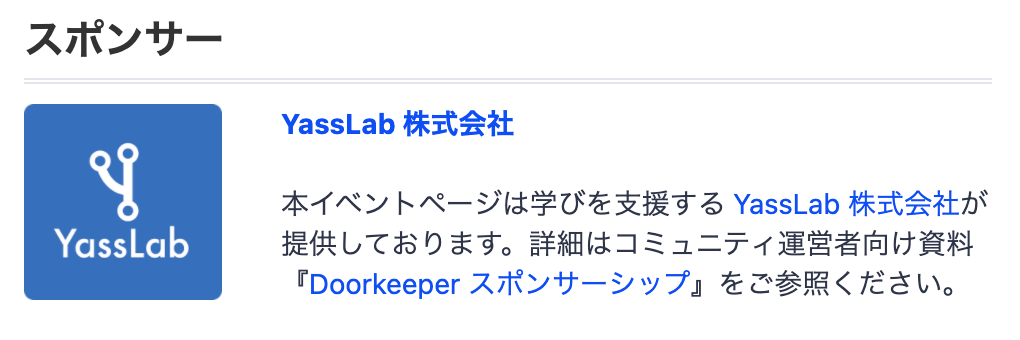 スポンサー
YassLab
YassLab 株式会社
本イベントページは学びを支援する YassLab 株式会社が
提供しております。詳細はコミュニティ運営者向け資料
『Doorkeeper スポンサーシップ』をご参照ください。